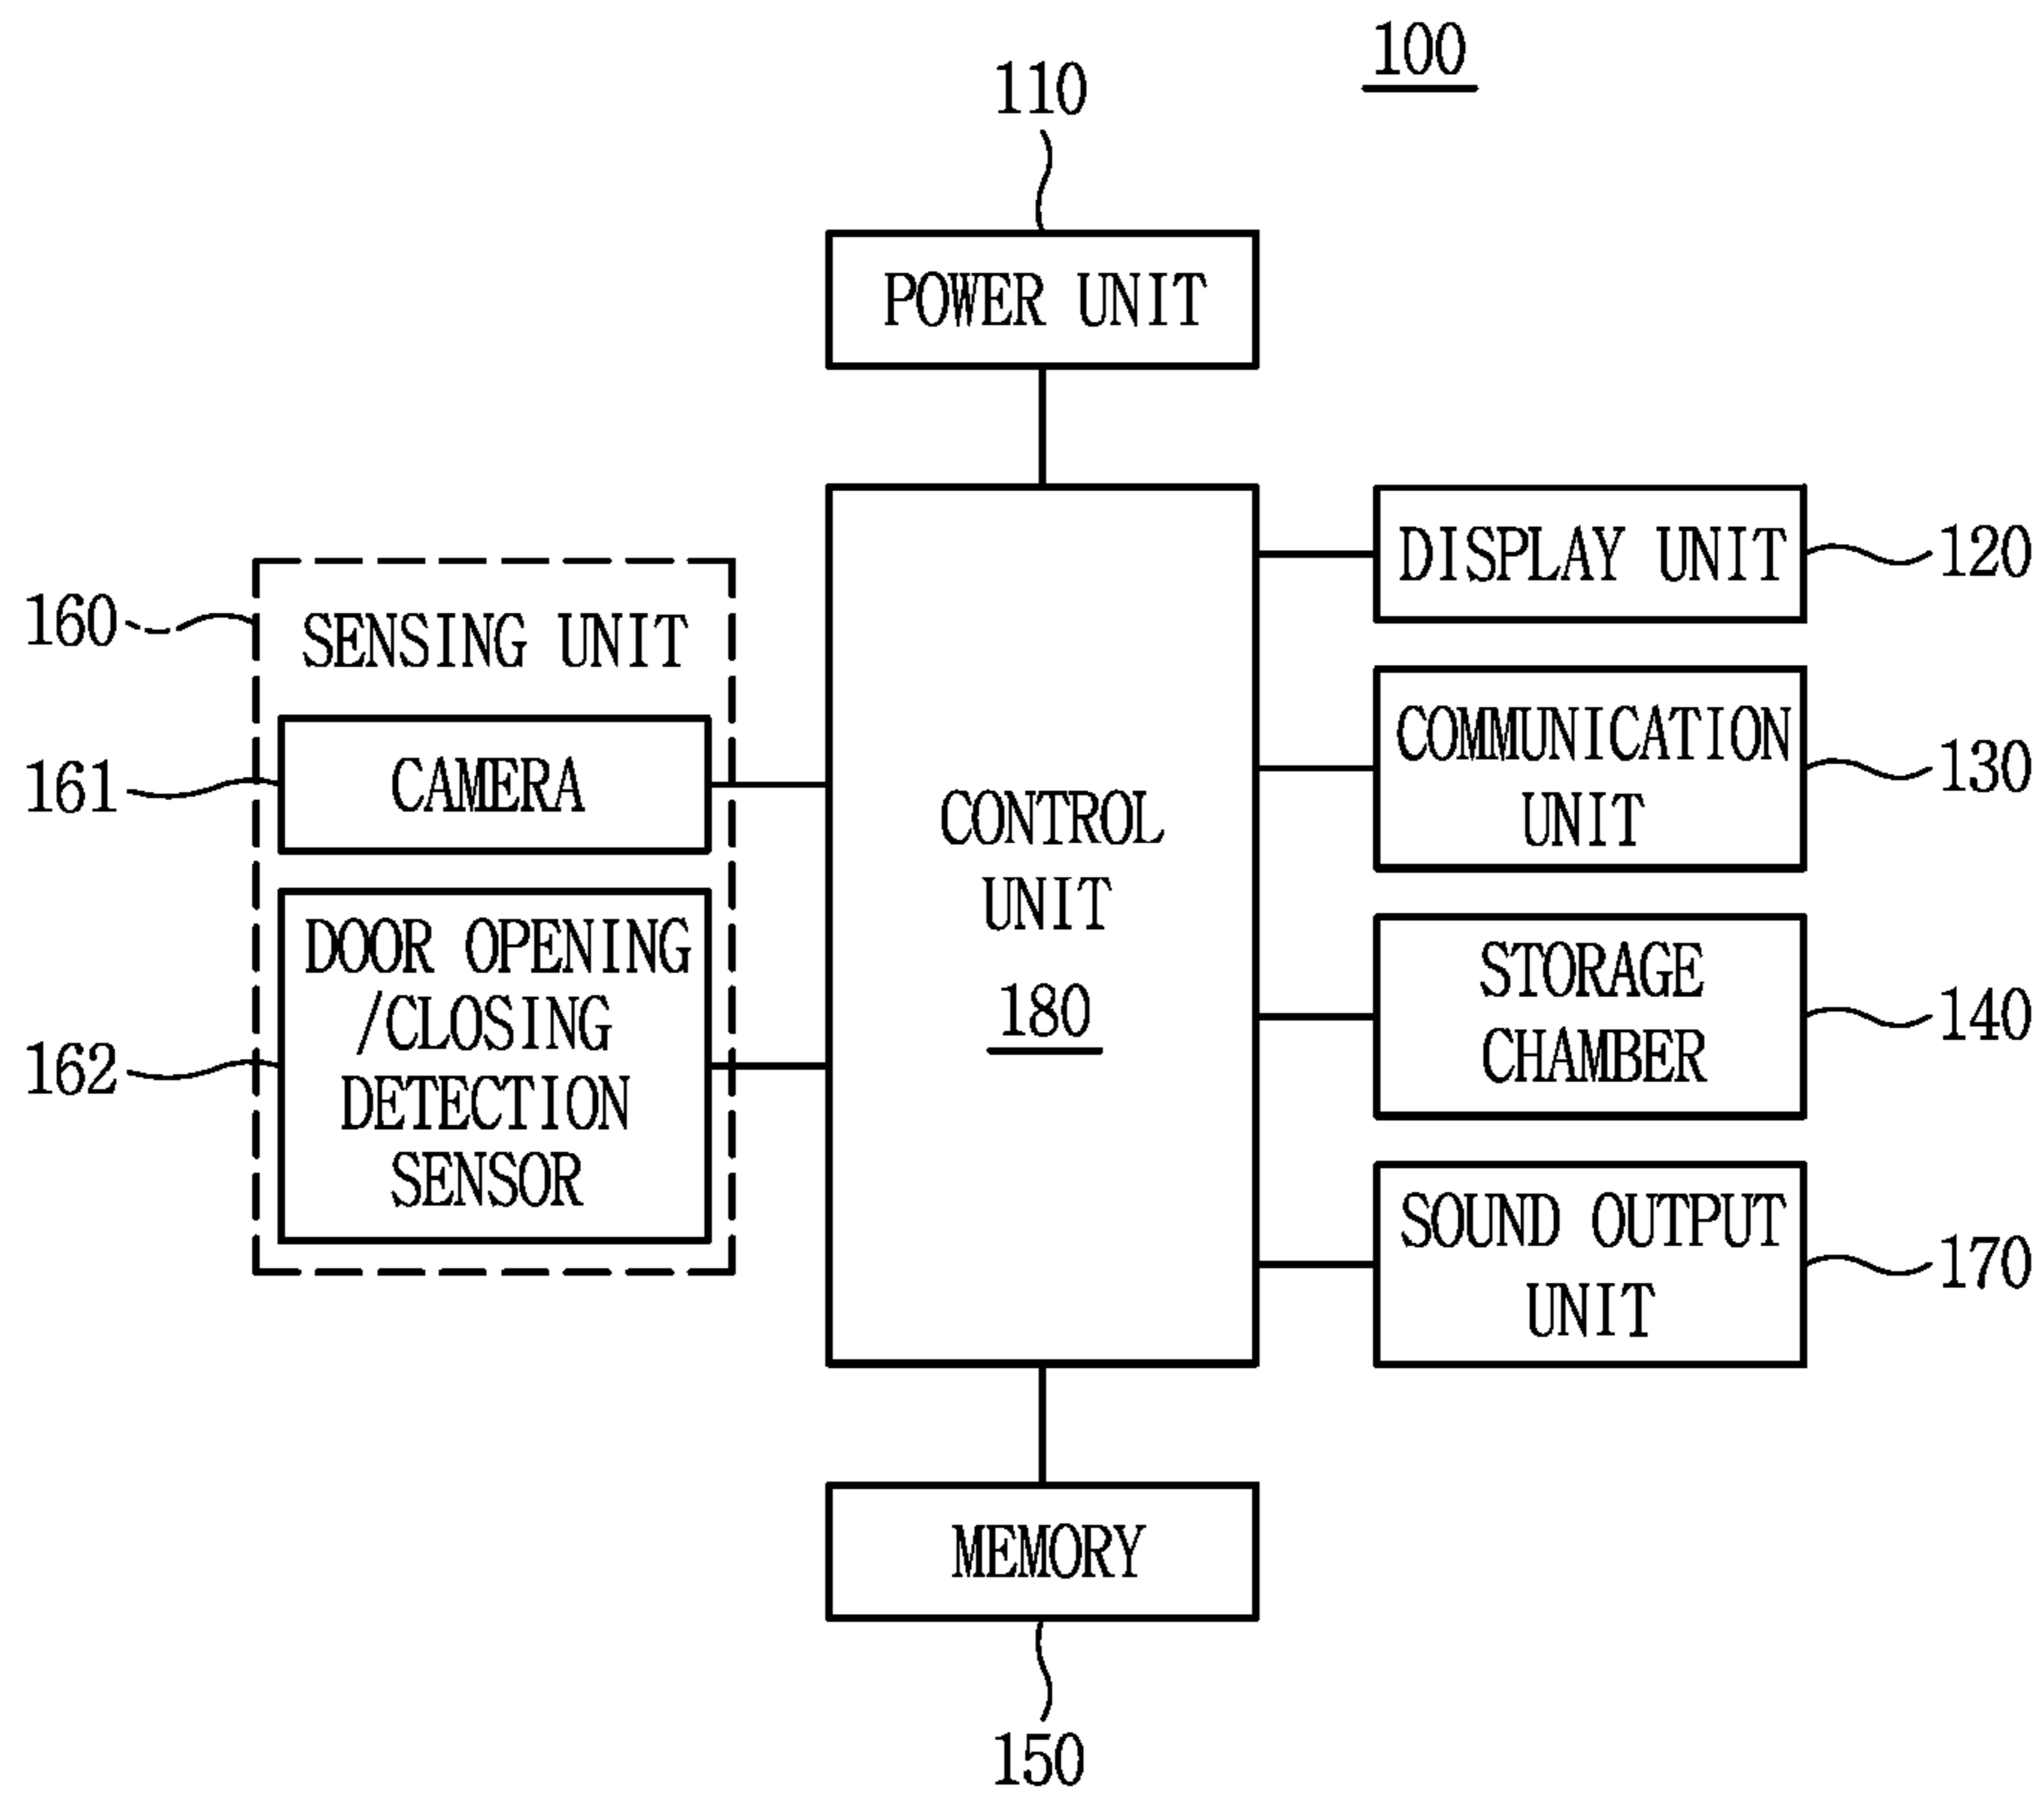 100
110
POWER UNIT
DISPLAY UNIT
120
160
SENSING UNIT
COMMUNICATION
UNIT
130
161
CAMERA
CONTROL
UNIT
180
DOOR OPENING
/CLOSING
DETECTION
SENSOR
162
STORAGE
CHAMBER
140
SOUND OUTPUT
UNIT
170
MEMORY
150